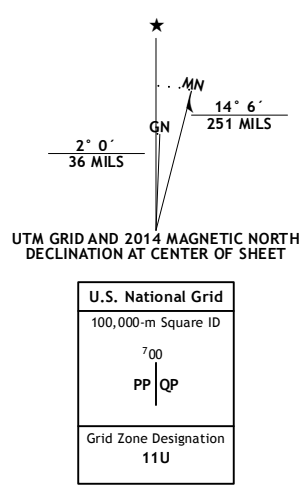 ★
MN
GN
14° 6´
251 MILS
2° 0´
36 MILS
UTM GRID AND 2014 MAGNETIC NORTH
DECLINATION AT CENTER OF SHEET
U.S. National Grid
100,000-m Square ID
⁷00
PP QP
Grid Zone Designation
11U